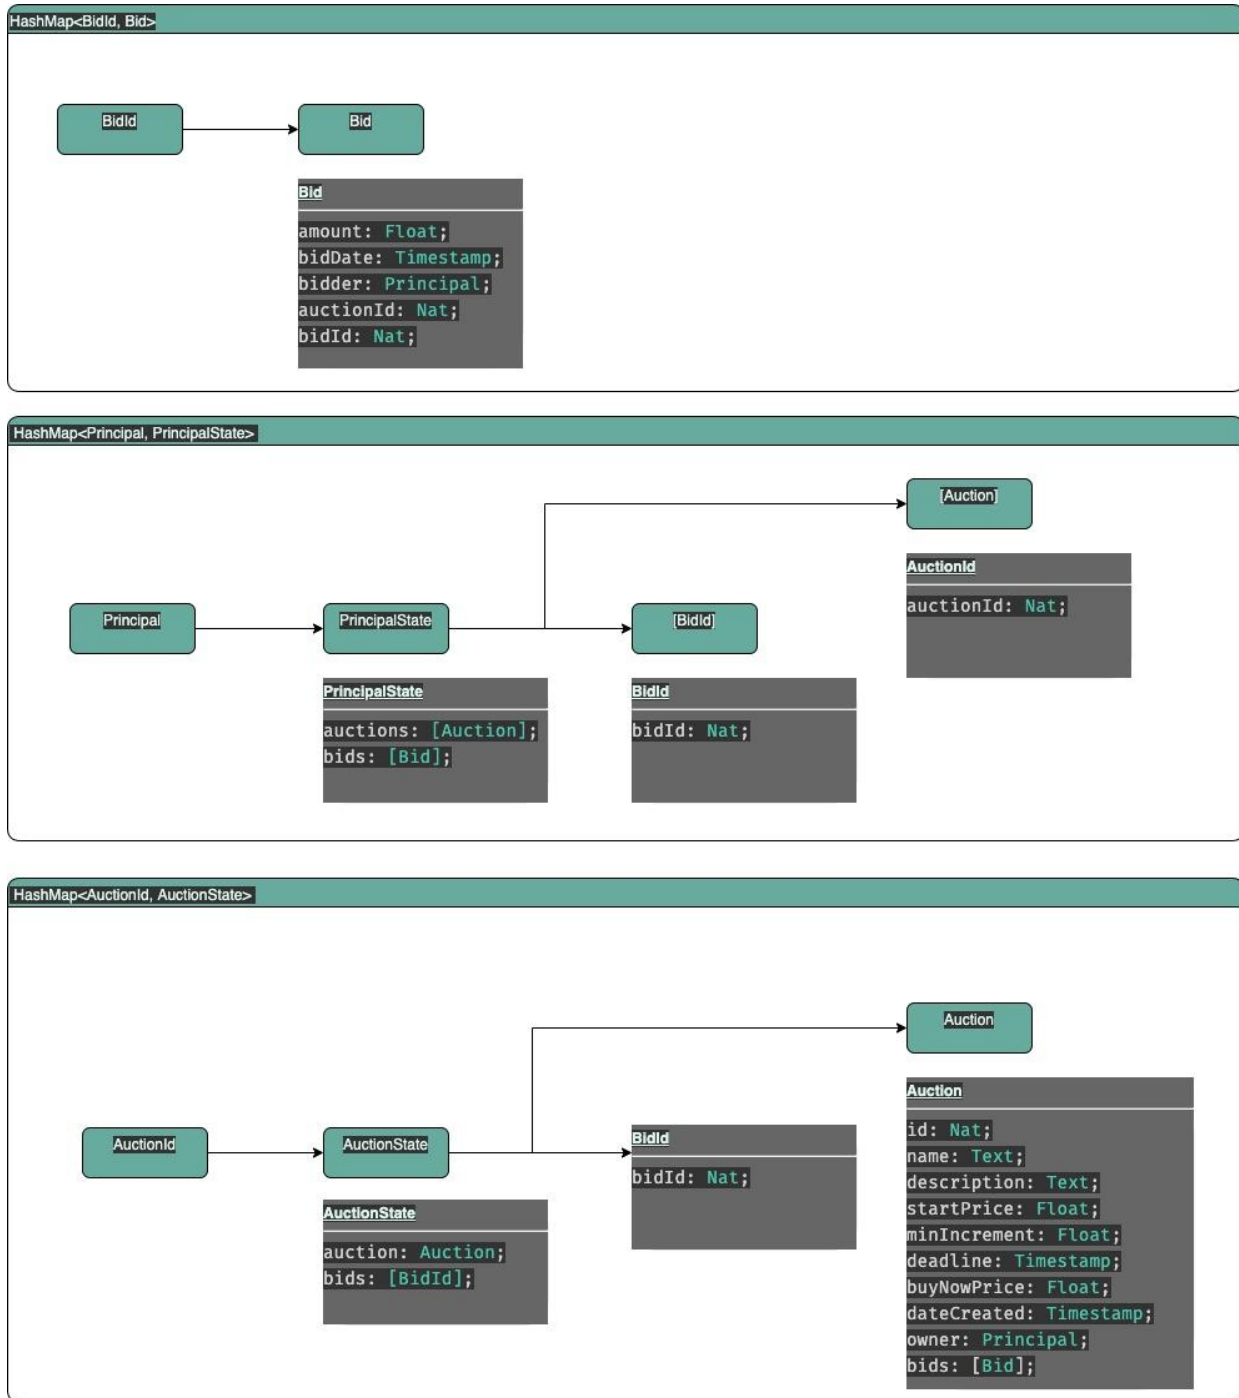 HashMap<BidId, Bid>
BidId
Bid
Bid
amount: Float;
bidDate: Timestamp;
bidder: Principal;
auctionId: Nat;
bidId: Nat;
HashMap<Principal, PrincipalState>
[Auction]
AuctionId
auctionId: Nat;
Principal
PrincipalState
[BidId]
PrincipalState
auctions: [Auction];
bids: [Bid];
BidId
bidId: Nat;
HashMap<AuctionId, AuctionState>
Auction
Auction
id: Nat;
name: Text;
description: Text;
startPrice: Float;
minIncrement: Float;
deadline: Timestamp;
buyNowPrice: Float;
dateCreated: Timestamp;
owner: Principal;
bids: [Bid];
AuctionId
AuctionState
BidId
bidId: Nat;
AuctionState
auction: Auction;
bids: [BidId];